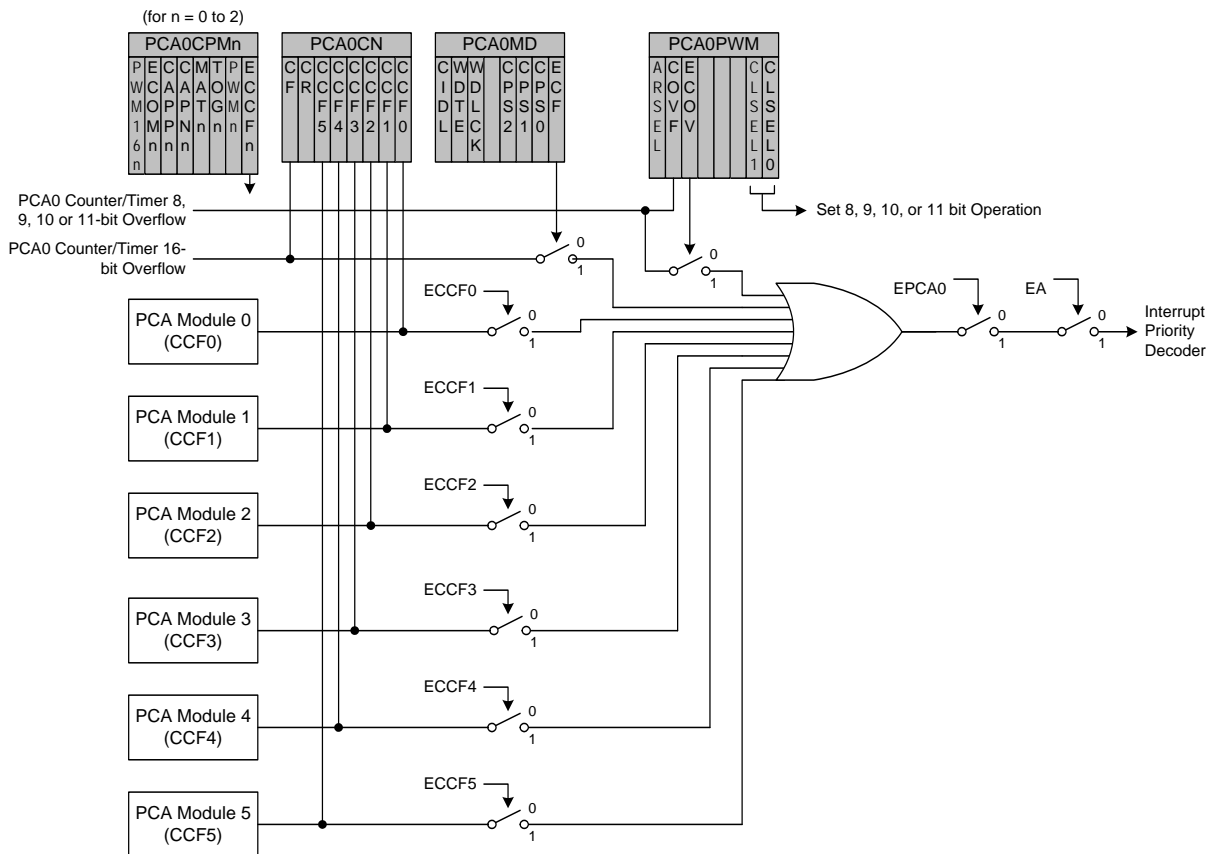 (for n = 0 to 2)
PCA0CPMn
PWM16n
ECOMn
CAPPn
CAPNn
MATn
TOGn
PWMn
ECCFn
PCA0CN
CF
CR
CCF5
CCF4
CCF3
CCF2
CCF1
CCF0
PCA0MD
CIDL
WDTE
WDLCK
CPS2
CPS1
CPS0
ECF
PCA0PWM
ARSEL
COVF
ECOV
CLSEL1
CLSEL0
PCA0 Counter/Timer 8,
9, 10 or 11-bit Overflow
Set 8, 9, 10, or 11 bit Operation
PCA0 Counter/Timer 16-
bit Overflow
0
1
0
1
PCA Module 0
(CCF0)
ECCF0
0
1
EPCA0
0
1
EA
0
1
Interrupt
Priority
Decoder
PCA Module 1
(CCF1)
ECCF1
0
1
PCA Module 2
(CCF2)
ECCF2
0
1
PCA Module 3
(CCF3)
ECCF3
0
1
PCA Module 4
(CCF4)
ECCF4
0
1
PCA Module 5
(CCF5)
ECCF5
0
1